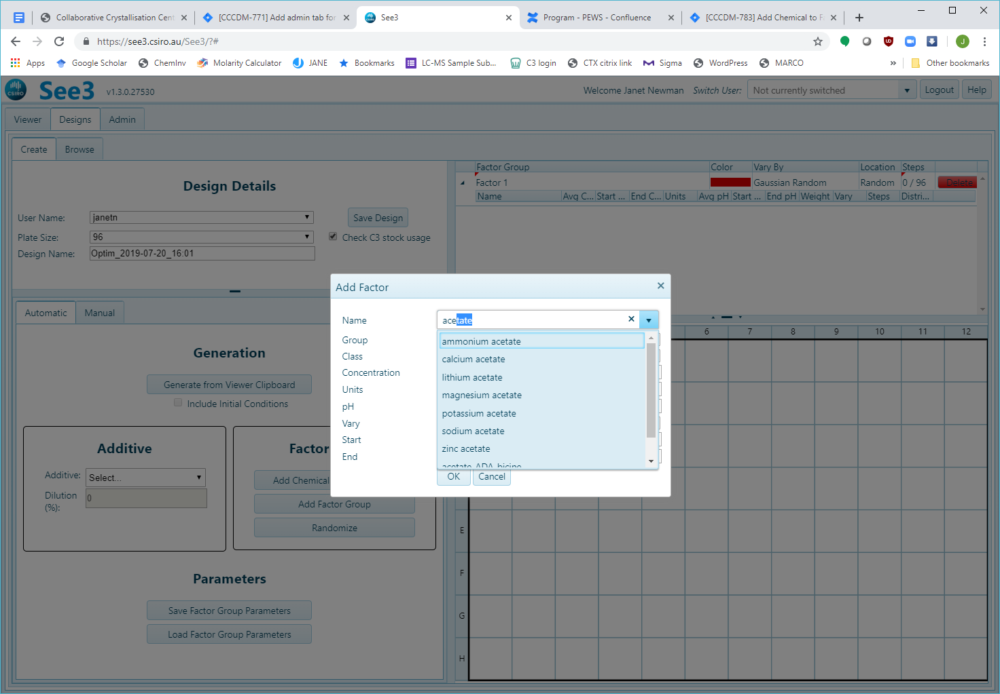 Collaborative Crystallisation Cent
[CCCDM-771] Add admin tab for
See3
Program - PEWS - Confluence
[CCCDM-783] Add Chemical to F
https://see3.csiro.au/See3/?#
Apps
Google Scholar
ChemInv
Molarity Calculator
JANE
Bookmarks
LC-MS Sample Sub...
C3 login
CTX citrix link
Sigma
WordPress
MARCO
»
Other bookmarks
J
CSIRO
See3 v1.3.0.27530
Welcome Janet Newman
Switch User:
Not currently switched
Logout
Help
Viewer
Designs
Admin
Create
Browse
Design Details
User Name:
janetn
Save Design
Plate Size:
96
Check C3 stock usage
Design Name:
Optim_2019-07-20_16:01
Factor Group
Color
Vary By
Location
Steps
Factor 1
Gaussian Random
Random
0 / 96
Delete
Name
Avg C...
Start ...
End C...
Units
Avg pH
Start ...
End pH
Weight
Vary
Steps
Distri...
Automatic
Manual
Generation
Generate from Viewer Clipboard
Include Initial Conditions
Additive
Additive:
Select...
Dilution
(%):
0
Factor
Add Chemical
Add Factor Group
Randomize
Parameters
Save Factor Group Parameters
Load Factor Group Parameters
Add Factor
Name
acetate
Group
Class
Concentration
Units
pH
Vary
Start
End
ammonium acetate
calcium acetate
lithium acetate
magnesium acetate
potassium acetate
sodium acetate
zinc acetate
acetate_ADA_bicine
OK
Cancel
6
7
8
9
10
11
12
E
F
G
H